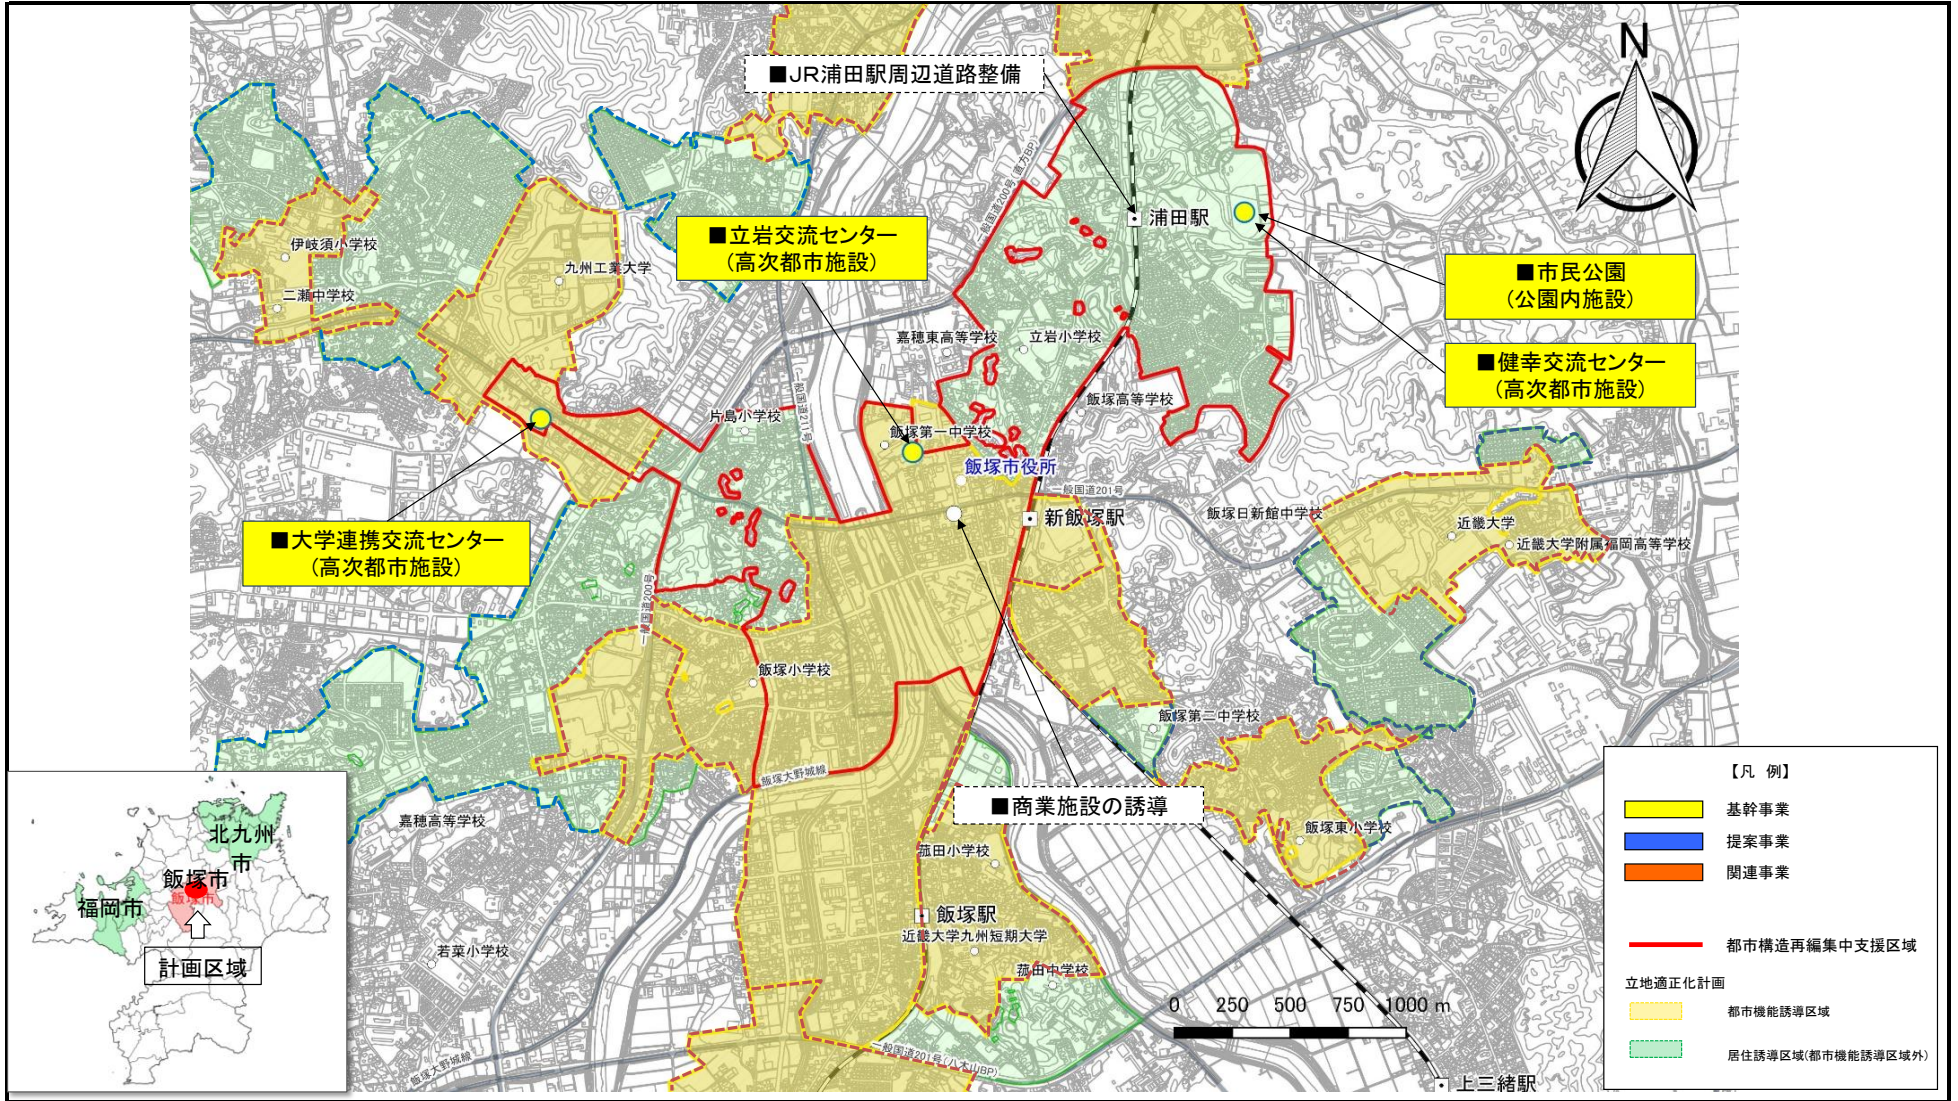 ■JR浦田駅周辺道路整備
N
一般国道200号(直方BP)
浦田駅
■立岩交流センター
(高次都市施設)
伊岐須小学校
九州工業大学
二瀬中学校
■市民公園
(公園内施設)
嘉穂東高等学校
立岩小学校
■健幸交流センター
(高次都市施設)
飯塚高等学校
片島小学校
一般国道211号
飯塚第一中学校
飯塚市役所
一般国道201号
新飯塚駅
飯塚日新館中学校
近畿大学
近畿大学附属福岡高等学校
■大学連携交流センター
(高次都市施設)
一般国道200号
飯塚小学校
飯塚第二中学校
飯塚大野城線
■商業施設の誘導
嘉穂高等学校
飯塚東小学校
菰田小学校
飯塚駅
近畿大学九州短期大学
若菜小学校
菰田中学校
0 250 500 750 1000 m
一般国道201号(八木山BP)
飯塚大野城線
上三緒駅
北九州
市
飯塚市
飯塚市
福岡市
計画区域
【凡 例】
基幹事業
提案事業
関連事業
都市構造再編集中支援区域
立地適正化計画
都市機能誘導区域
居住誘導区域(都市機能誘導区域外)